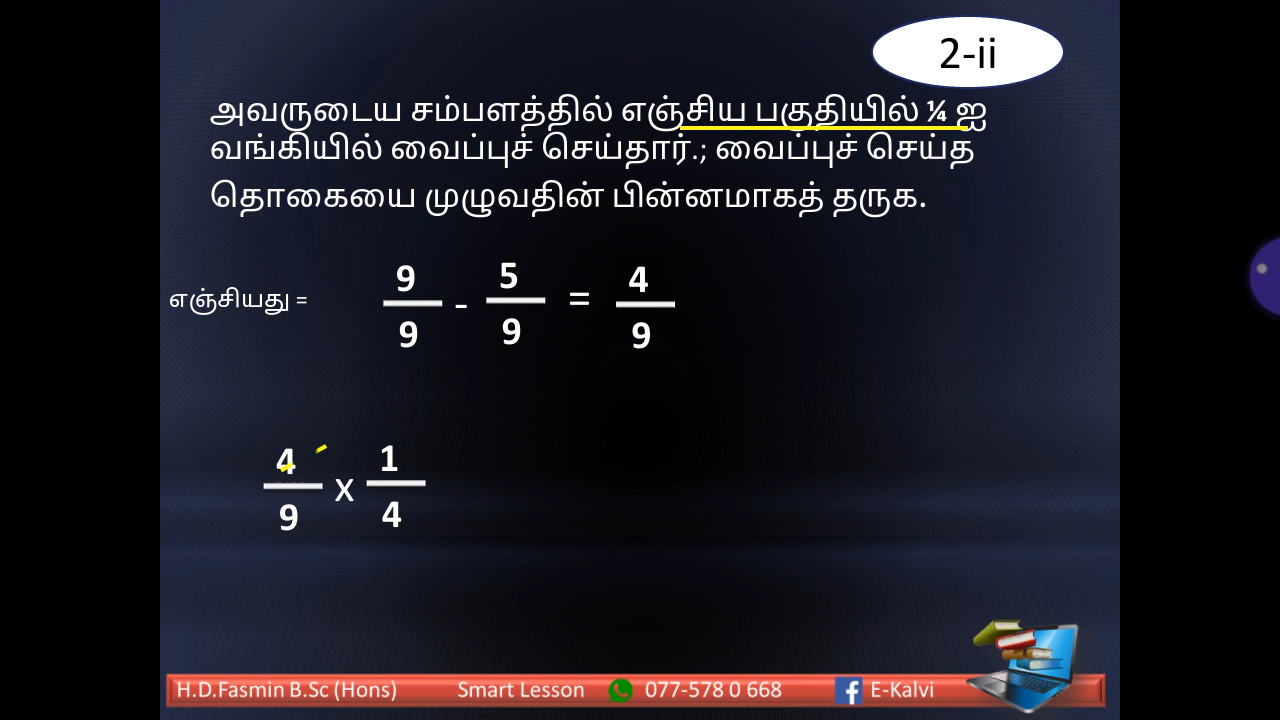 2-ii
அவருடைய சம்பளத்தில் எஞ்சிய பகுதியில் ¼ ஐ
வங்கியில் வைப்புச் செய்தார்.; வைப்புச் செய்த
தொகையை முழுவதின் பின்னமாகத் தருக.
எஞ்சியது = 9/9 - 5/9 = 4/9
4/9 x 1/4
H.D.Fasmin B.Sc (Hons) Smart Lesson 077-578 0 668 E-Kalvi